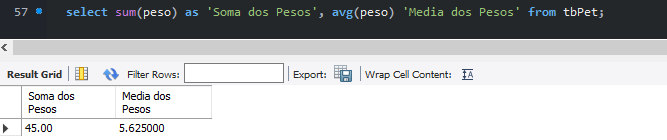 57 select sum(peso) as 'Soma dos Pesos', avg(peso) 'Media dos Pesos' from tbPet;
Result Grid Filter Rows: Export: Wrap Cell Content:
Soma dos Media dos
Pesos Pesos
45.00 5.625000